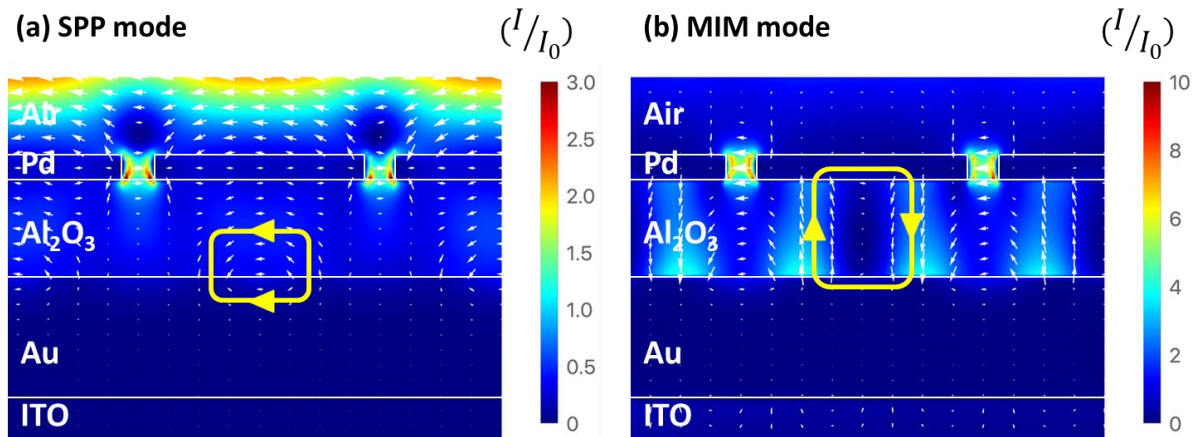 (a) SPP mode
(I/I₀)
Air
Pd
Al₂O₃
Au
ITO
3.0
2.5
2.0
1.5
1.0
0.5
0
(b) MIM mode
(I/I₀)
Air
Pd
Al₂O₃
Au
ITO
10
8
6
4
2
0